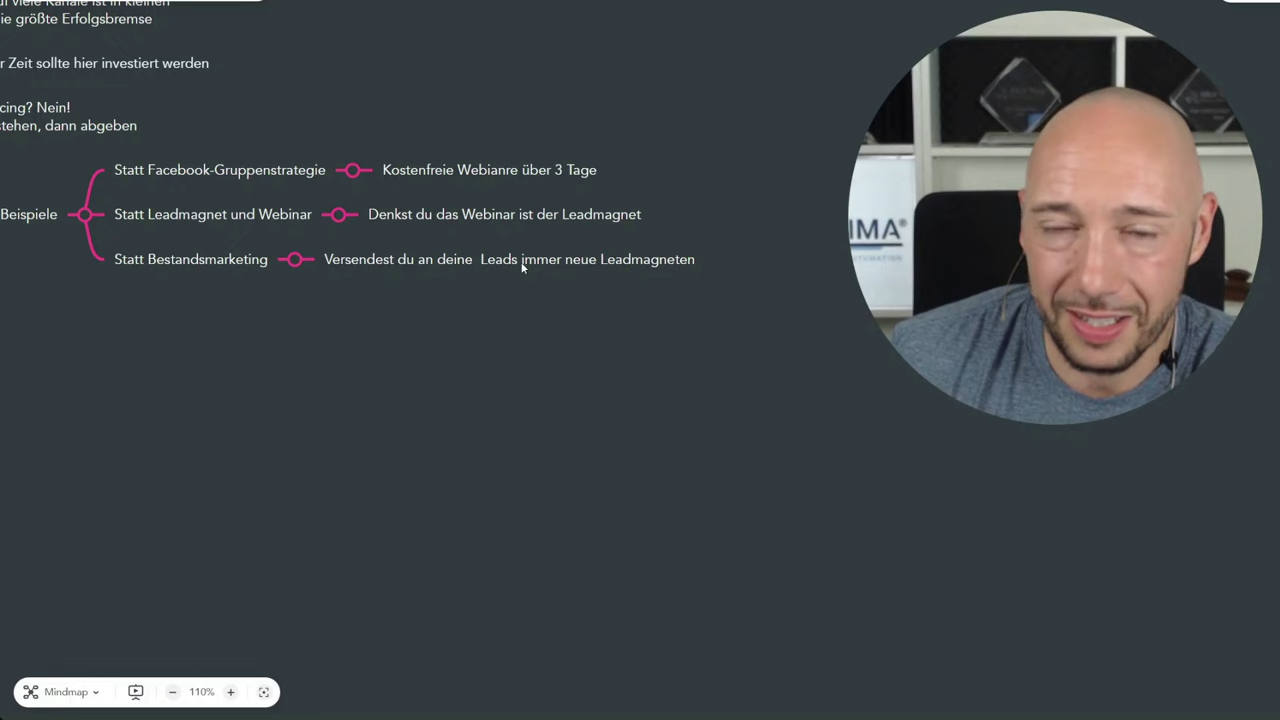 ie größte Erfolgsbremse
r Zeit sollte hier investiert werden
cing? Nein!
stehen, dann abgeben
Beispiele
Statt Facebook-Gruppenstrategie
Kostenfreie Webianre über 3 Tage
Statt Leadmagnet und Webinar
Denkst du das Webinar ist der Leadmagnet
Statt Bestandsmarketing
Versendest du an deine  Leads immer neue Leadmagneten
IMA®
UTOMATION
Mindmap
110%